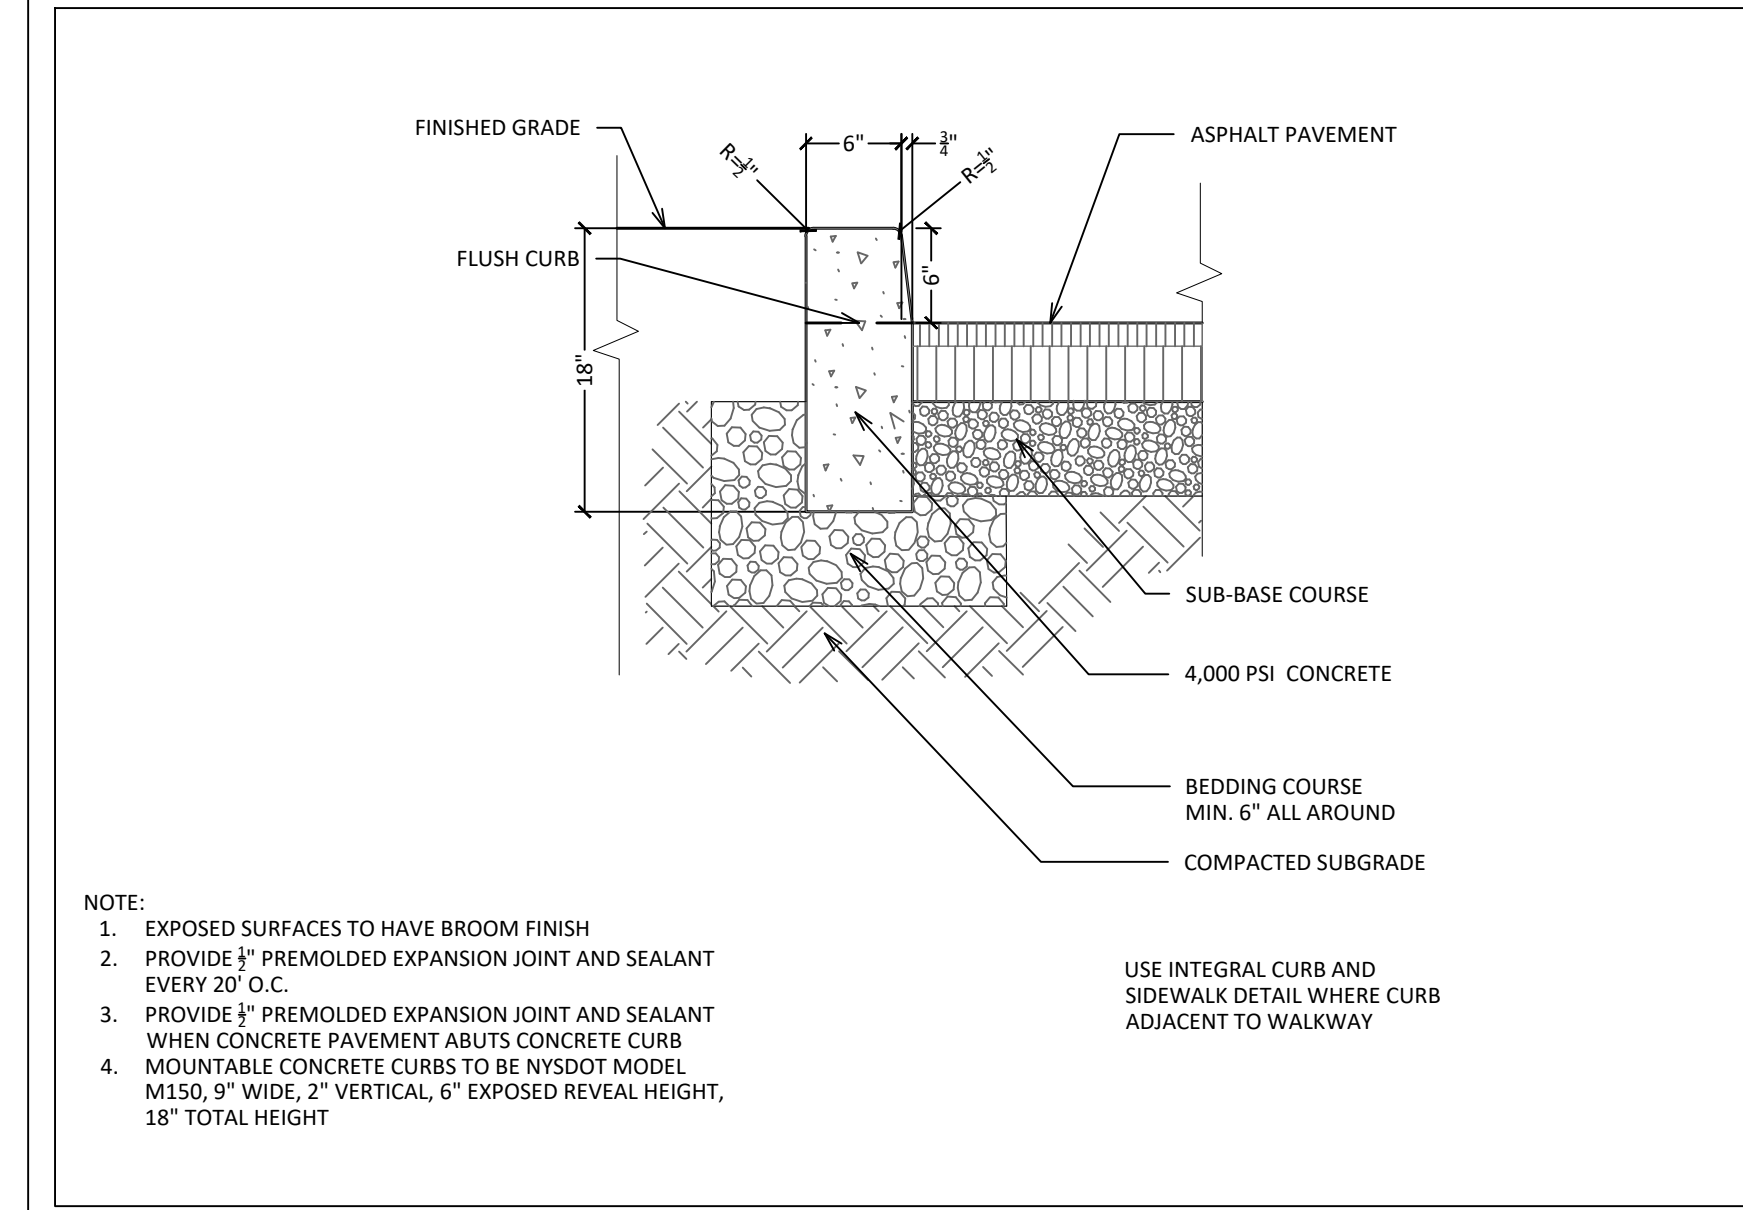 FINISHED GRADE
6"
3/4"
ASPHALT PAVEMENT
R=1/2"
R=1/2"
FLUSH CURB
6"
18"
SUB-BASE COURSE
4,000 PSI CONCRETE
BEDDING COURSE
MIN. 6" ALL AROUND
COMPACTED SUBGRADE
NOTE:
1. EXPOSED SURFACES TO HAVE BROOM FINISH
2. PROVIDE 1/2" PREMOLDED EXPANSION JOINT AND SEALANT
EVERY 20' O.C.
3. PROVIDE 1/2" PREMOLDED EXPANSION JOINT AND SEALANT
WHEN CONCRETE PAVEMENT ABUTS CONCRETE CURB
4. MOUNTABLE CONCRETE CURBS TO BE NYSDOT MODEL
M150, 9" WIDE, 2" VERTICAL, 6" EXPOSED REVEAL HEIGHT,
18" TOTAL HEIGHT
USE INTEGRAL CURB AND
SIDEWALK DETAIL WHERE CURB
ADJACENT TO WALKWAY